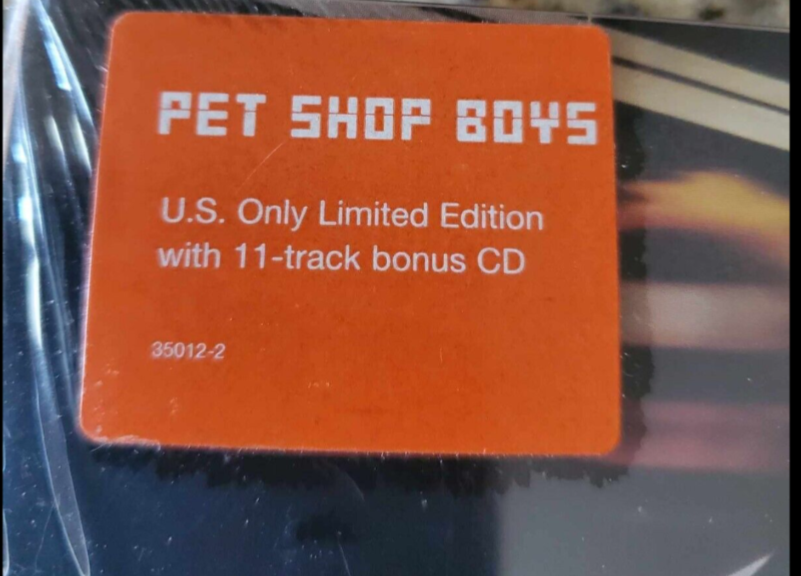 PET SHOP BOYS
U.S. Only Limited Edition
with 11-track bonus CD
35012-2